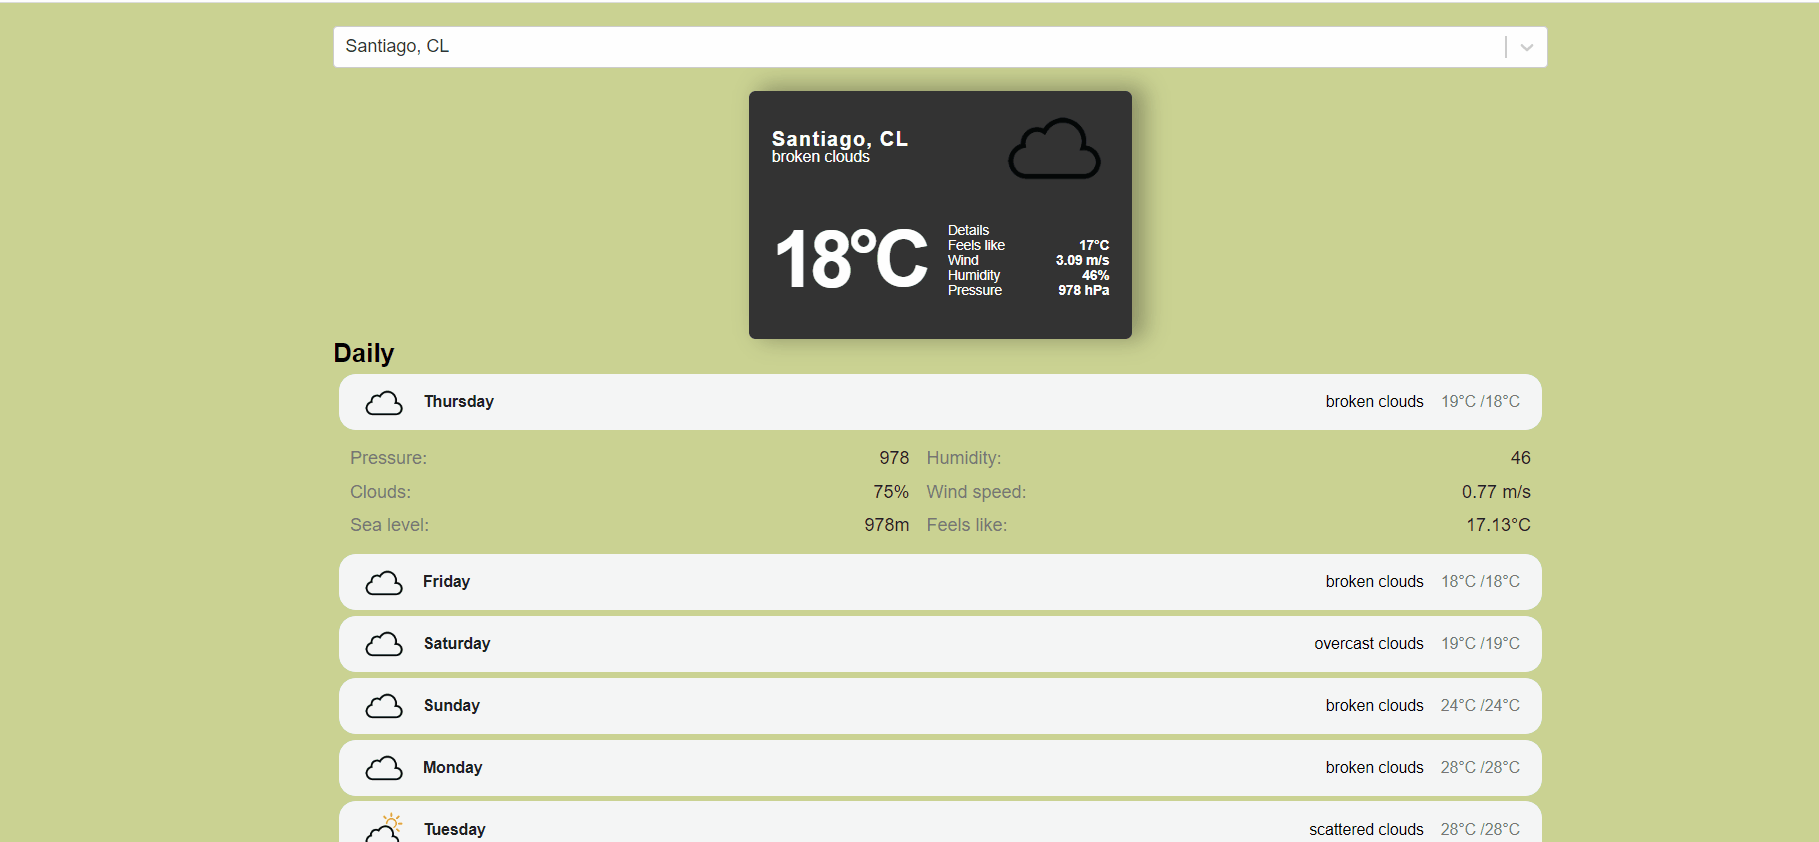 Santiago, CL
Santiago, CL
broken clouds
18°C
Details
Feels like 17°C
Wind 3.09 m/s
Humidity 46%
Pressure 978 hPa
Daily
Thursday broken clouds 19°C /18°C
Pressure: 978 Humidity: 46
Clouds: 75% Wind speed: 0.77 m/s
Sea level: 978m Feels like: 17.13°C
Friday broken clouds 18°C /18°C
Saturday overcast clouds 19°C /19°C
Sunday broken clouds 24°C /24°C
Monday broken clouds 28°C /28°C
Tuesday scattered clouds 28°C /28°C